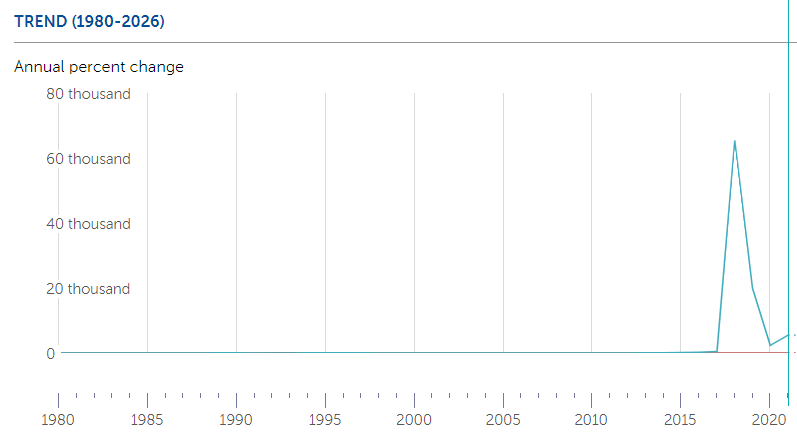 TREND (1980-2026)
Annual percent change
80 thousand
60 thousand
40 thousand
20 thousand
0
1980 1985 1990 1995 2000 2005 2010 2015 2020